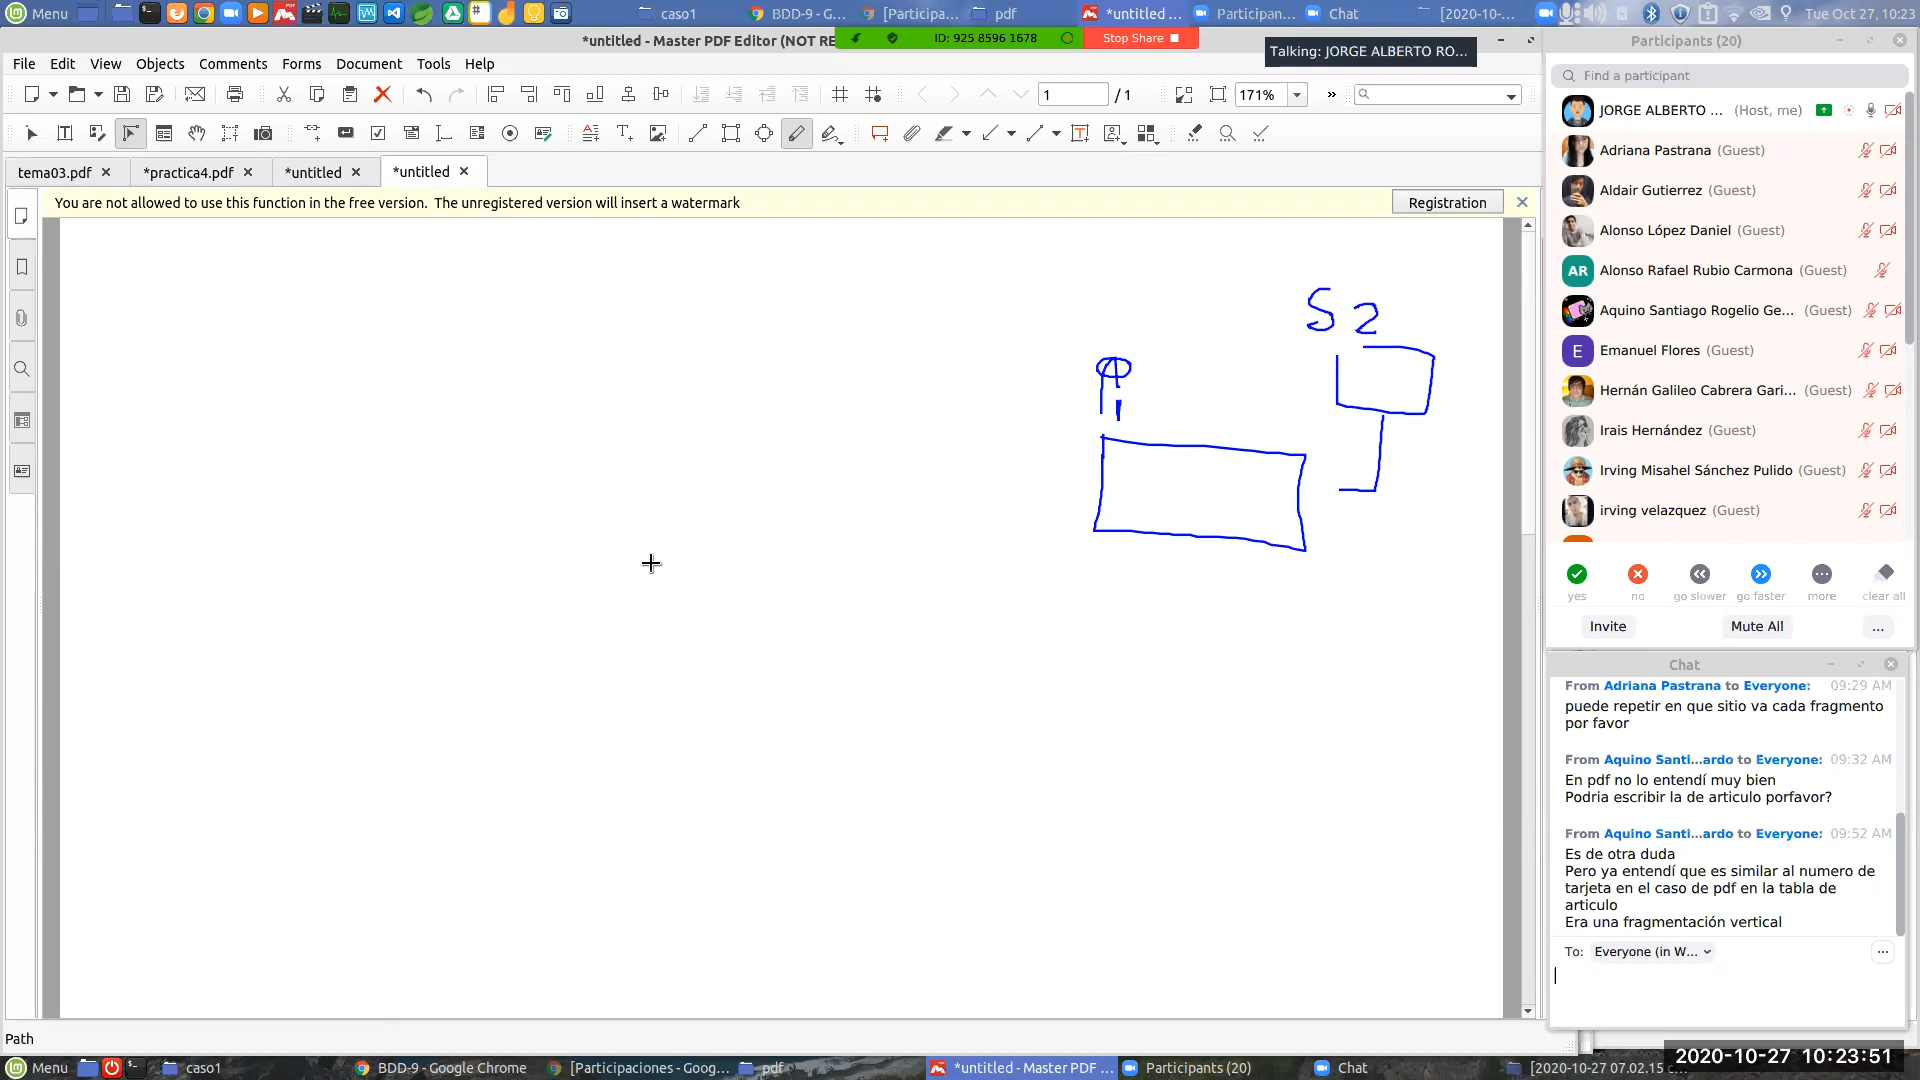 Menu
caso1
BDD-9 - G...
[Participa...
pdf
*untitled ...
Participan...
Chat
[2020-10-...
Tue Oct 27, 10:23
*untitled - Master PDF Editor (NOT RE
ID: 925 8596 1678
Stop Share
Talking: JORGE ALBERTO RO...
File Edit View Objects Comments Forms Document Tools Help
1 / 1
171%
tema03.pdf
*practica4.pdf
*untitled
*untitled
You are not allowed to use this function in the free version. The unregistered version will insert a watermark
Registration
S 2
Path
Participants (20)
Find a participant
JORGE ALBERTO ... (Host, me)
Adriana Pastrana (Guest)
Aldair Gutierrez (Guest)
Alonso López Daniel (Guest)
AR Alonso Rafael Rubio Carmona (Guest)
Aquino Santiago Rogelio Ge... (Guest)
E Emanuel Flores (Guest)
Hernán Galileo Cabrera Gari... (Guest)
Irais Hernández (Guest)
Irving Misahel Sánchez Pulido (Guest)
irving velazquez (Guest)
yes no go slower go faster more clear all
Invite Mute All ...
Chat
From Adriana Pastrana to Everyone: 09:29 AM
puede repetir en que sitio va cada fragmento
por favor
From Aquino Santi...ardo to Everyone: 09:32 AM
En pdf no lo entendí muy bien
Podria escribir la de articulo porfavor?
From Aquino Santi...ardo to Everyone: 09:52 AM
Es de otra duda
Pero ya entendí que es similar al numero de
tarjeta en el caso de pdf en la tabla de
articulo
Era una fragmentación vertical
To: Everyone (in W...
Menu
caso1
BDD-9 - Google Chrome
[Participaciones - Goog...
pdf
*untitled - Master PDF ...
Participants (20)
Chat
[2020-10-27 07.02.15 c...
2020-10-27 10:23:51